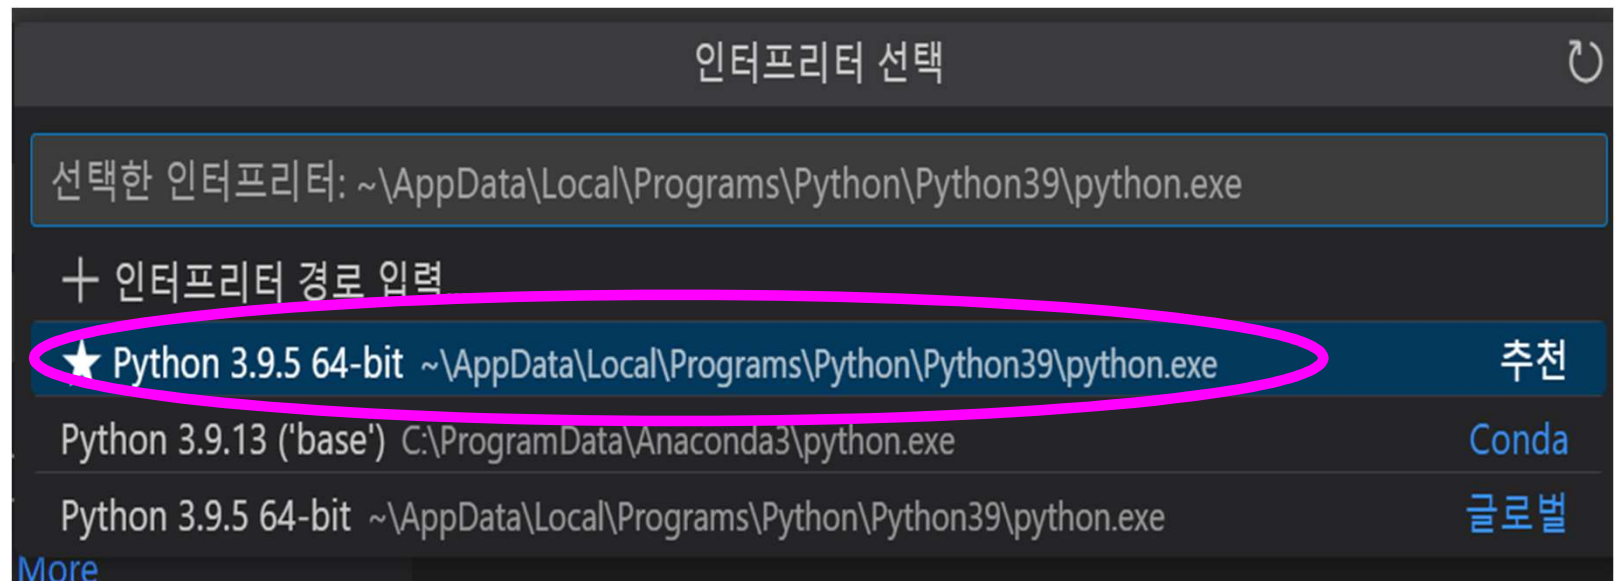 인터프리터 선택
선택한 인터프리터: ~\AppData\Local\Programs\Python\Python39\python.exe
+ 인터프리터 경로 입력...
★ Python 3.9.5 64-bit ~\AppData\Local\Programs\Python\Python39\python.exe 추천
Python 3.9.13 ('base') C:\ProgramData\Anaconda3\python.exe Conda
Python 3.9.5 64-bit ~\AppData\Local\Programs\Python\Python39\python.exe 글로벌
More